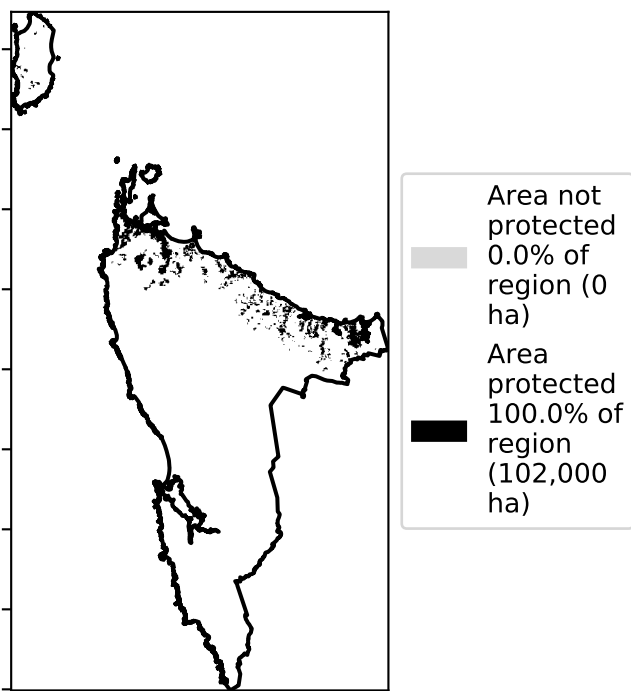 Area not
protected
0.0% of
region (0
ha)
Area
protected
100.0% of
region
(102,000
ha)